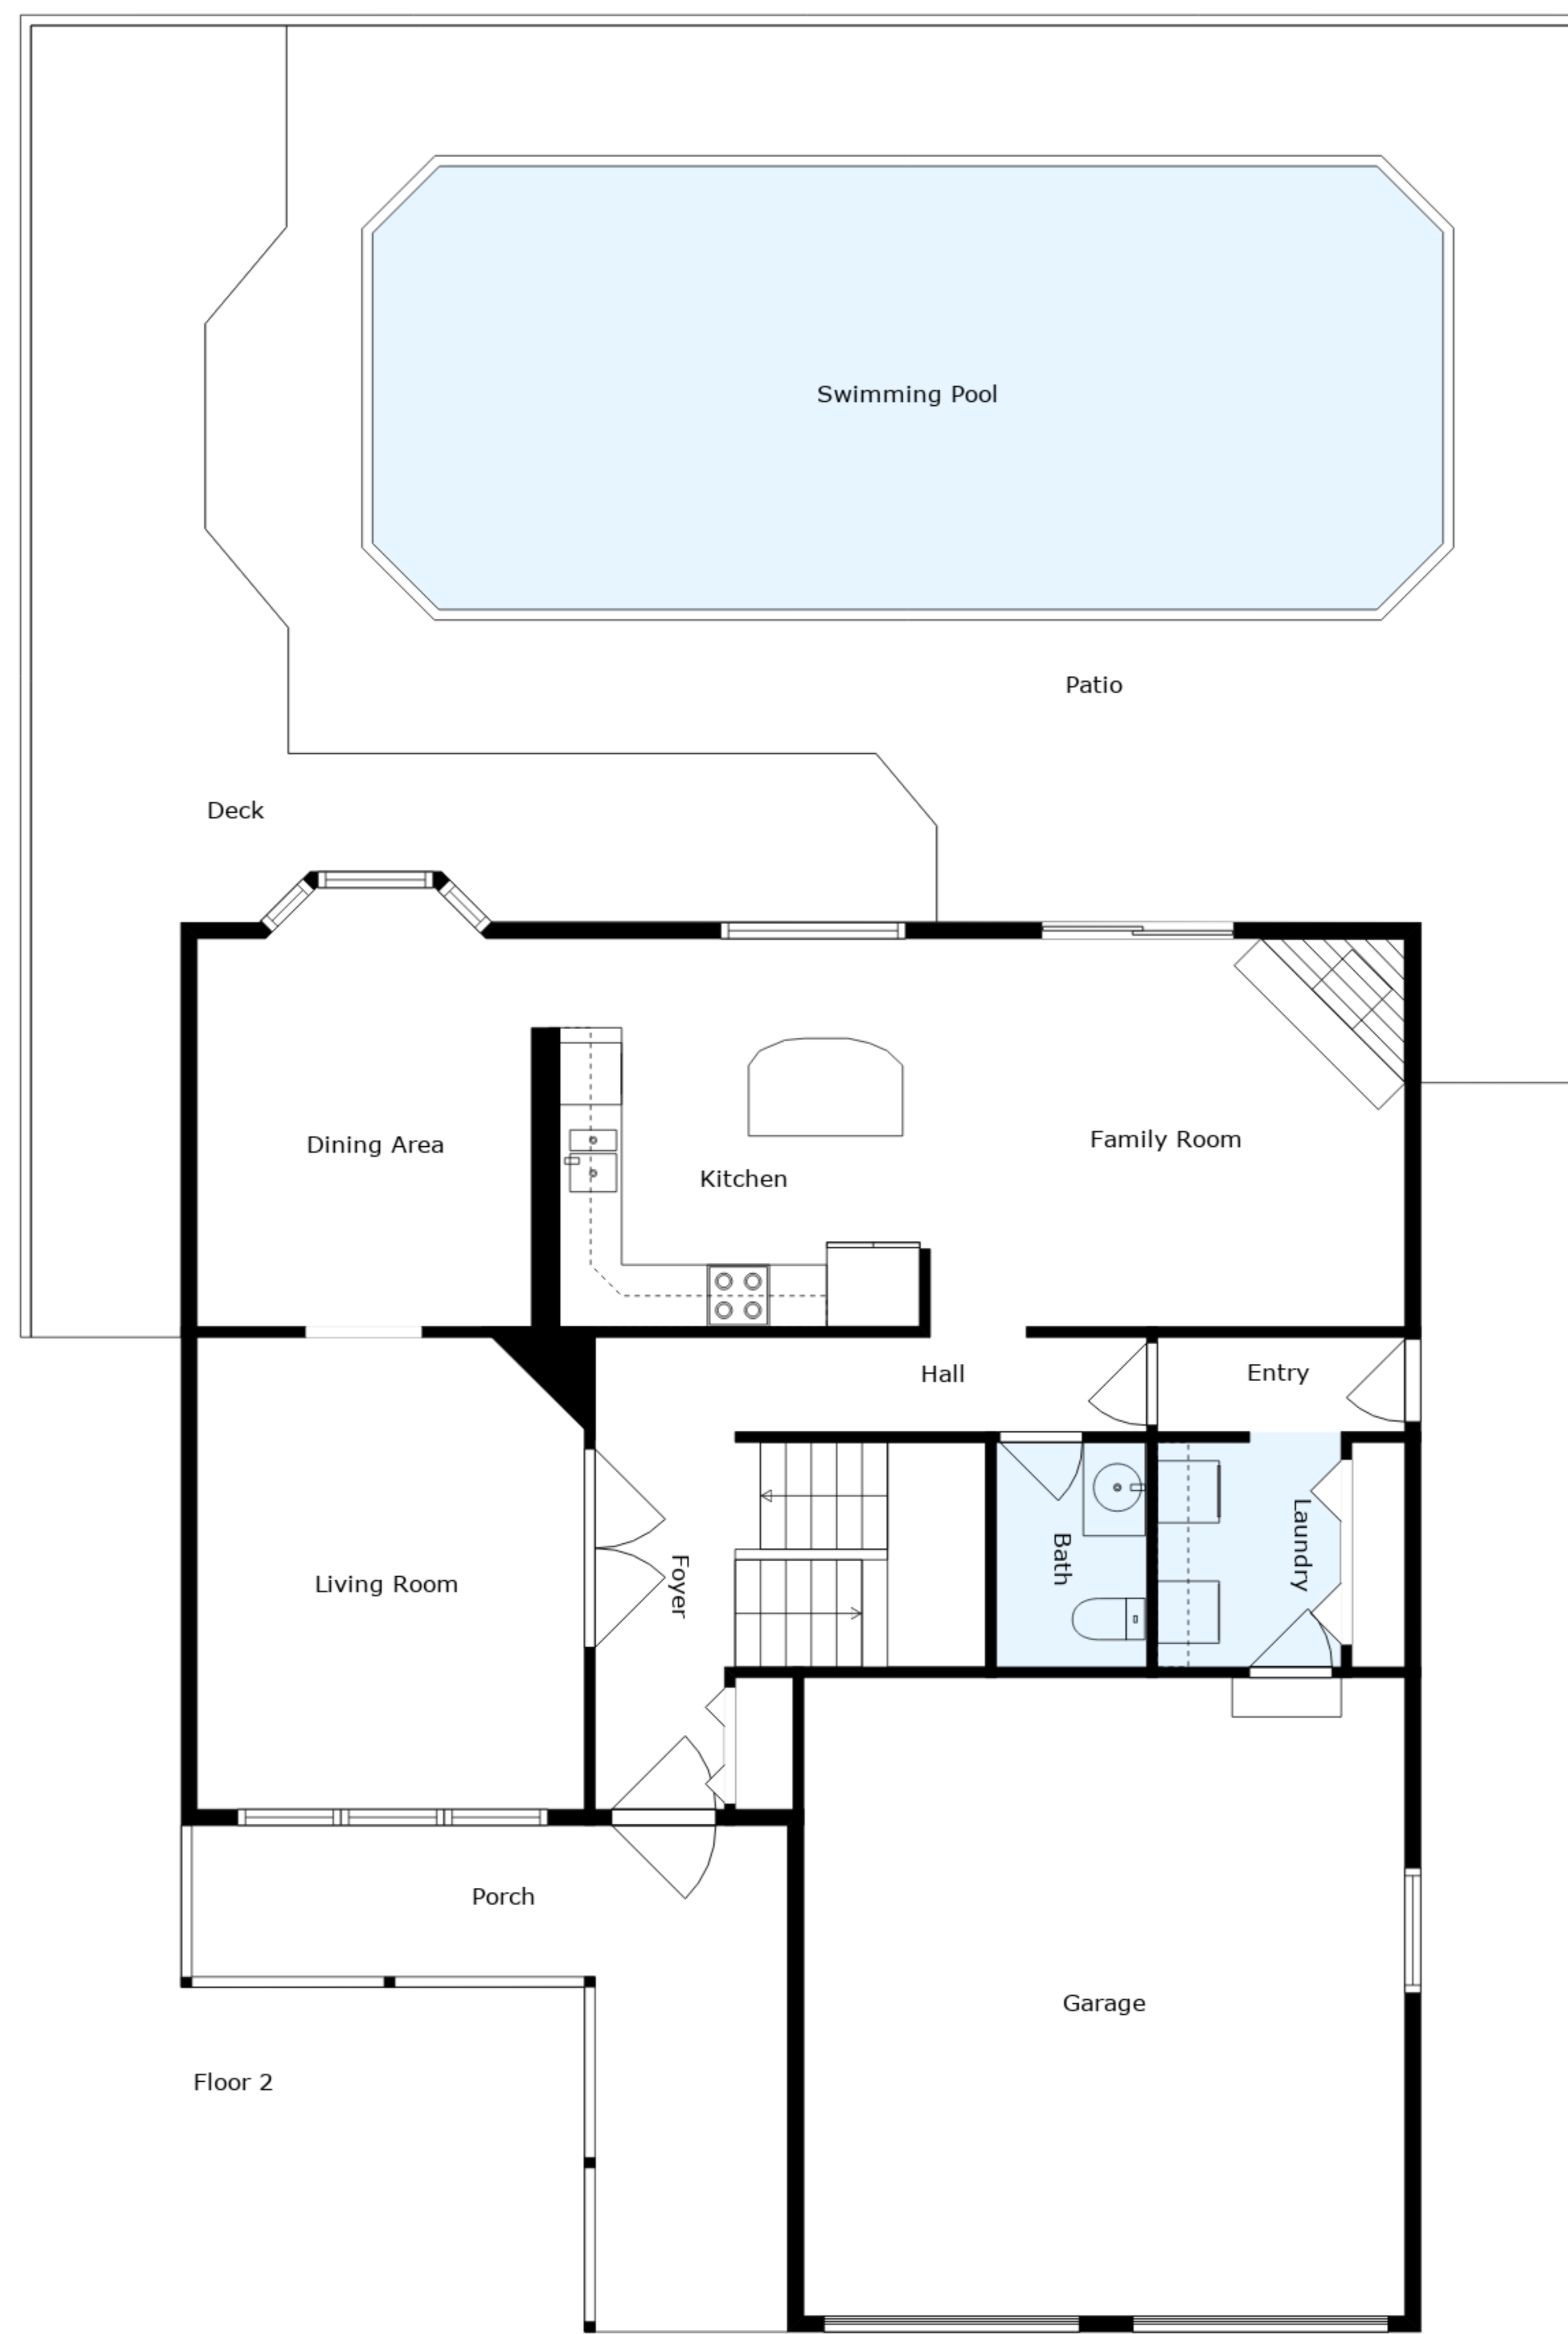 Swimming Pool
Patio
Deck
Dining Area
Kitchen
Family Room
Hall
Entry
Living Room
Foyer
Bath
Laundry
Porch
Garage
Floor 2